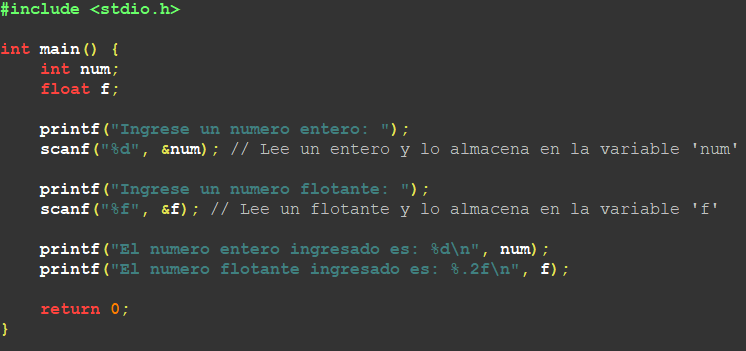 #include <stdio.h>
int main() {
int num;
float f;
printf("Ingrese un numero entero: ");
scanf("%d", &num); // Lee un entero y lo almacena en la variable 'num'
printf("Ingrese un numero flotante: ");
scanf("%f", &f); // Lee un flotante y lo almacena en la variable 'f'
printf("El numero entero ingresado es: %d\n", num);
printf("El numero flotante ingresado es: %.2f\n", f);
return 0;
}